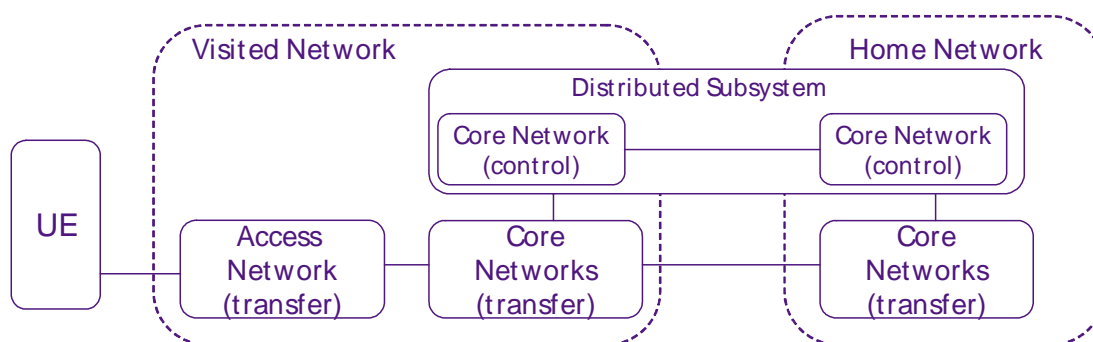 Visited Network
Home Network
Distributed Subsystem
Core Network
(control)
Core Network
(control)
UE
Access
Network
(transfer)
Core
Networks
(transfer)
Core
Networks
(transfer)